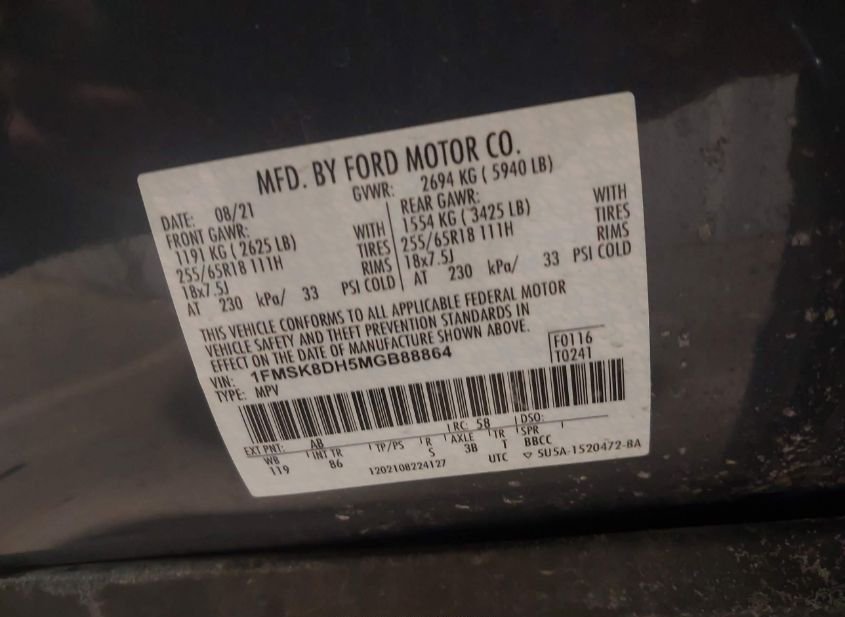 MFD. BY FORD MOTOR CO.
DATE: 08/21 GVWR: 2694 KG ( 5940 LB)
FRONT GAWR: REAR GAWR:
1191 KG ( 2625 LB) WITH 1554 KG ( 3425 LB) WITH
255/65R18 111H TIRES 255/65R18 111H TIRES
18x7.5J RIMS 18x7.5J RIMS
AT 230 kPa/ 33 PSI COLD AT 230 kPa/ 33 PSI COLD
THIS VEHICLE CONFORMS TO ALL APPLICABLE FEDERAL MOTOR
VEHICLE SAFETY AND THEFT PREVENTION STANDARDS IN
EFFECT ON THE DATE OF MANUFACTURE SHOWN ABOVE.
VIN: 1FMSK8DH5MGB88864 F0116
TYPE: MPV T0241
EXT PNT: AB RC: 58 DSO:
WB INT TR TP/PS R AXLE TR SPR
119 86 S 3B T BBCC
1202108224127 UTC ▽ SU5A-1520472-BA